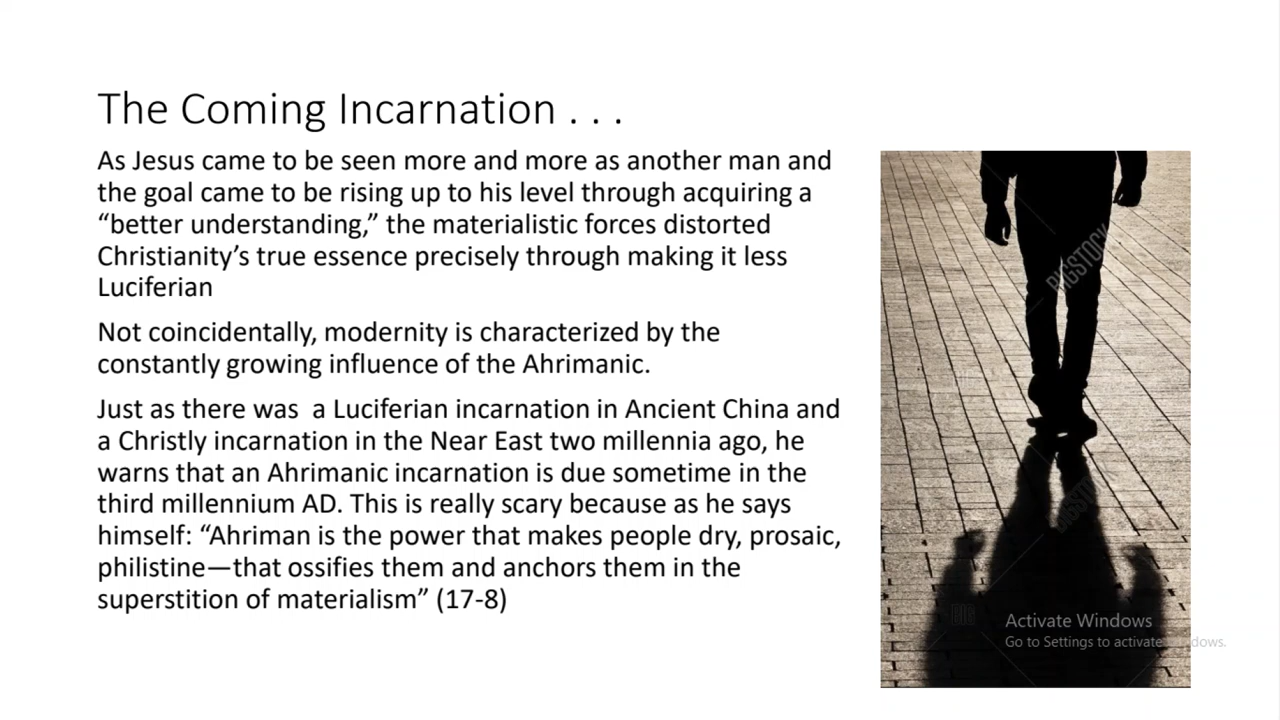 The Coming Incarnation . . .
As Jesus came to be seen more and more as another man and
the goal came to be rising up to his level through acquiring a
“better understanding,” the materialistic forces distorted
Christianity’s true essence precisely through making it less
Luciferian
Not coincidentally, modernity is characterized by the
constantly growing influence of the Ahrimanic.
Just as there was  a Luciferian incarnation in Ancient China and
a Christly incarnation in the Near East two millennia ago, he
warns that an Ahrimanic incarnation is due sometime in the
third millennium AD. This is really scary because as he says
himself: “Ahriman is the power that makes people dry, prosaic,
philistine—that ossifies them and anchors them in the
superstition of materialism” (17-8)
BIGSTOCK
BIGSTOCK
BIG
Activate Windows
Go to Settings to activate dows.